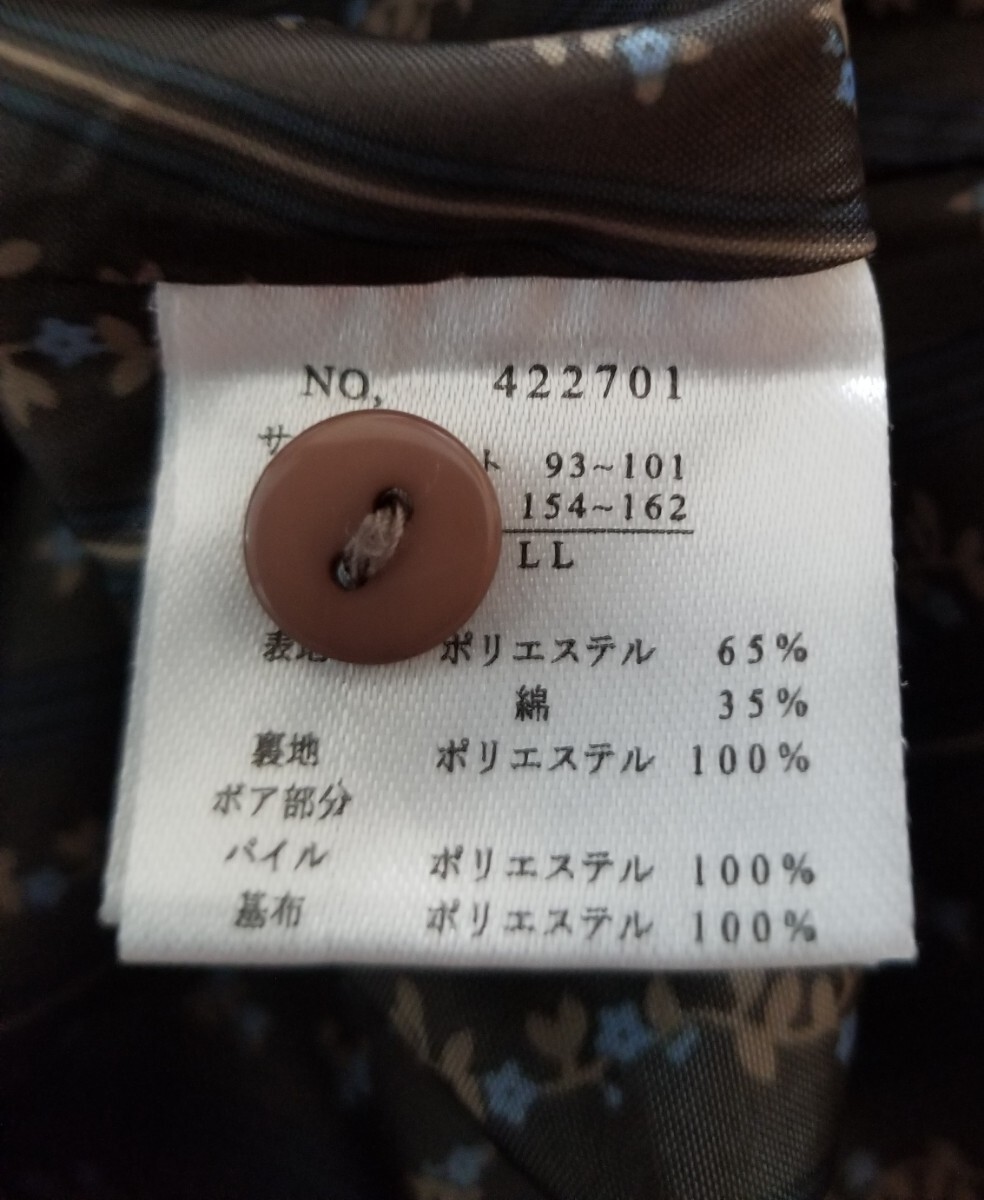 NO, 422701
サ ト 93~101
154~162
LL
表地 ポリエステル 65%
綿 35%
裏地 ポリエステル 100%
ボア部分
パイル ポリエステル 100%
基布 ポリエステル 100%